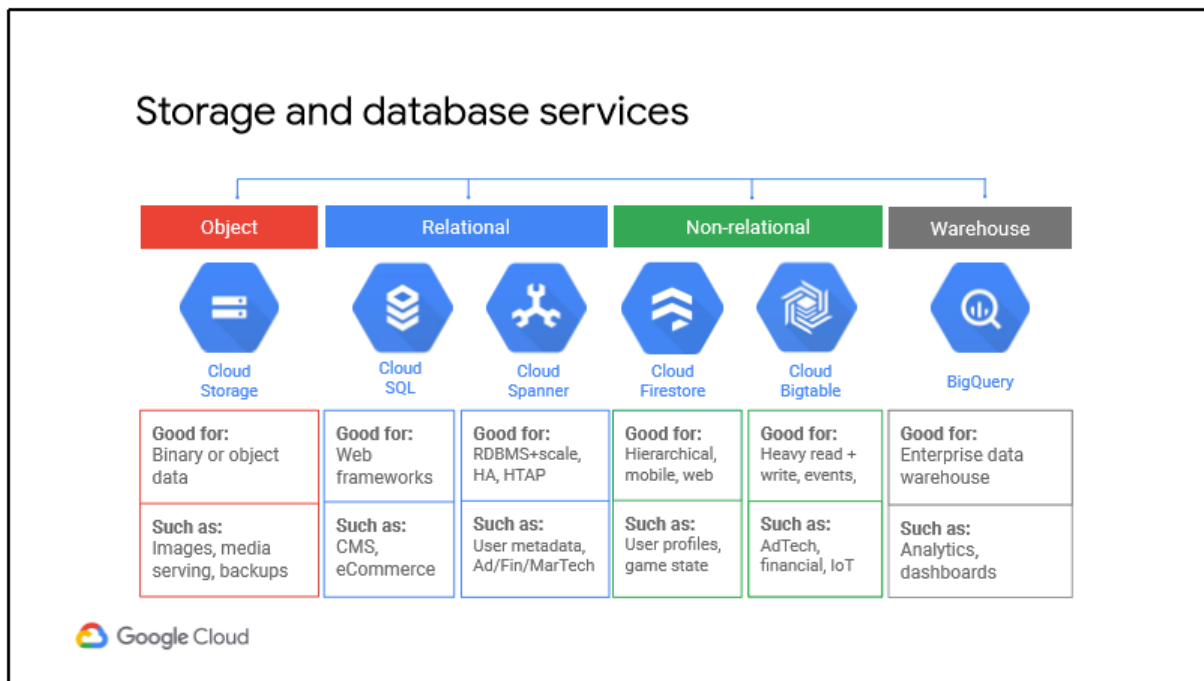 Storage and database services
Object
Relational
Non-relational
Warehouse
Cloud
Storage
Cloud
SQL
Cloud
Spanner
Cloud
Firestore
Cloud
Bigtable
BigQuery
Good for:
Binary or object
data
Good for:
Web
frameworks
Good for:
RDBMS+scale,
HA, HTAP
Good for:
Hierarchical,
mobile, web
Good for:
Heavy read +
write, events,
Good for:
Enterprise data
warehouse
Such as:
Images, media
serving, backups
Such as:
CMS,
eCommerce
Such as:
User metadata,
Ad/Fin/MarTech
Such as:
User profiles,
game state
Such as:
AdTech,
financial, IoT
Such as:
Analytics,
dashboards
Google Cloud